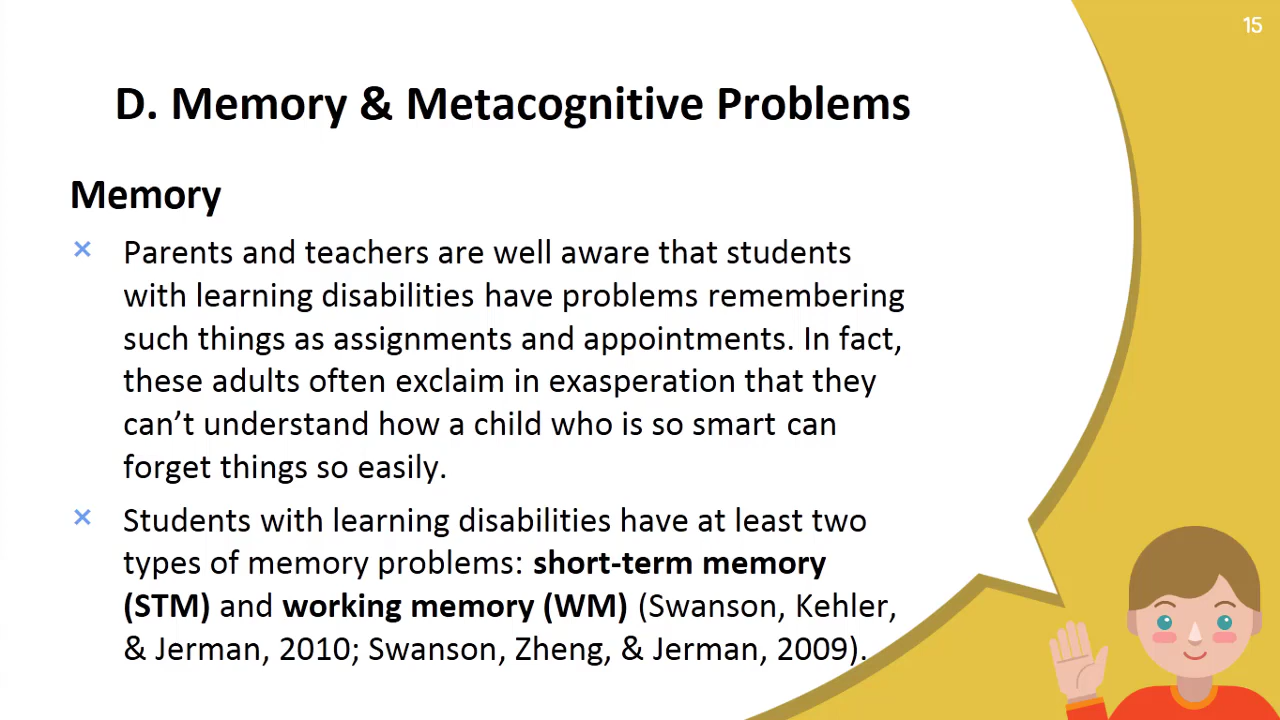 15
D. Memory & Metacognitive Problems
Memory
× Parents and teachers are well aware that students
with learning disabilities have problems remembering
such things as assignments and appointments. In fact,
these adults often exclaim in exasperation that they
can’t understand how a child who is so smart can
forget things so easily.
× Students with learning disabilities have at least two
types of memory problems: short-term memory
(STM) and working memory (WM) (Swanson, Kehler,
& Jerman, 2010; Swanson, Zheng, & Jerman, 2009).